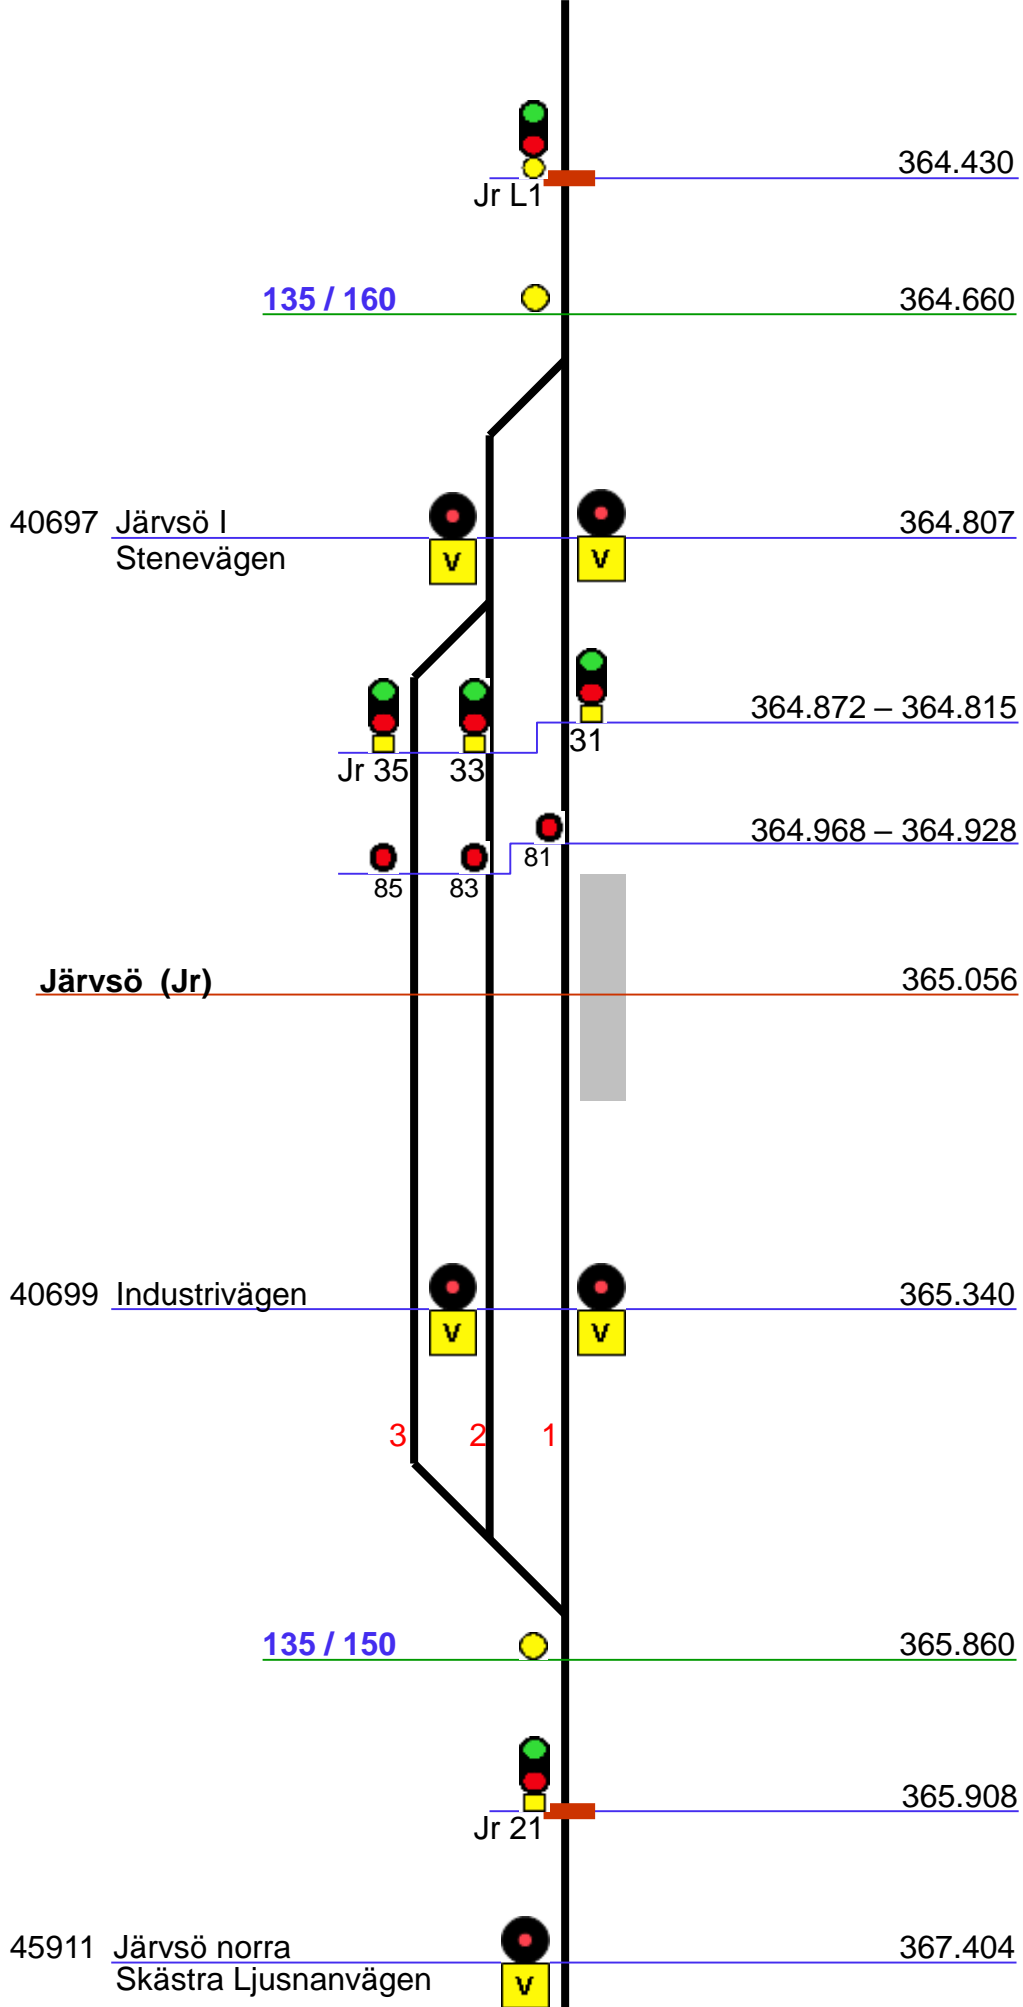 364.430
Jr L1
135 / 160 364.660
40697 Järvsö I V V 364.807
Stenevägen
364.872 – 364.815
31
Jr 35 33
364.968 – 364.928
81
85 83
Järvsö (Jr) 365.056
40699 Industrivägen V V 365.340
3 2 1
135 / 150 365.860
365.908
Jr 21
45911 Järvsö norra 367.404
Skästra Ljusnanvägen V